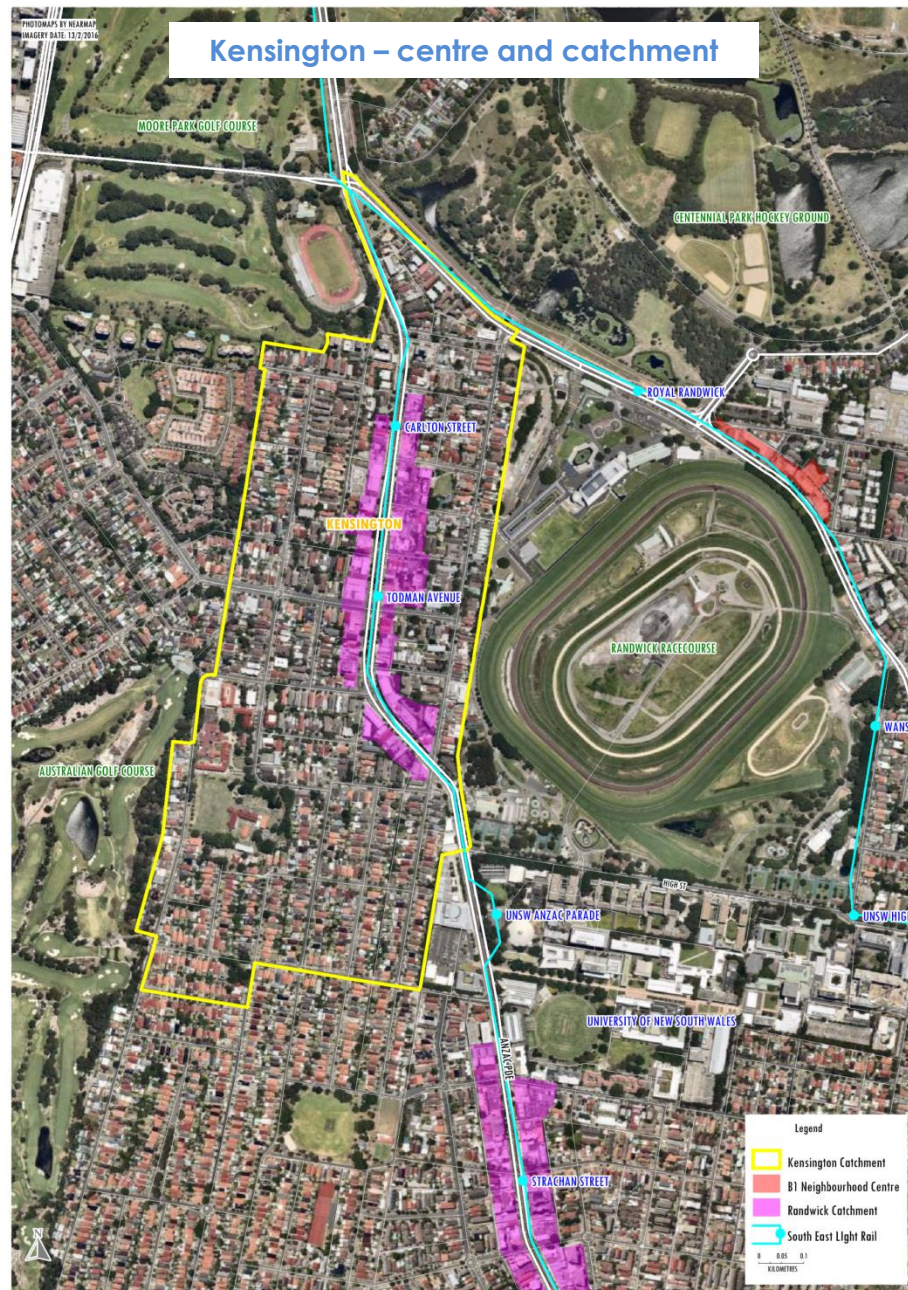 PHOTOMAPS BY NEARMAP
IMAGERY DATE: 13/2/2016
Kensington – centre and catchment
MOORE PARK GOLF COURSE
CENTENNIAL PARK HOCKEY GROUND
ROYAL RANDWICK
CARLTON STREET
KENSINGTON
TODMAN AVENUE
RANDWICK RACECOURSE
WANS
AUSTRALIAN GOLF COURSE
HIGH ST
UNSW ANZAC PARADE
UNSW HIG
UNIVERSITY OF NEW SOUTH WALES
ANZAC PDE
STRACHAN STREET
Legend
Kensington Catchment
B1 Neighbourhood Centre
Randwick Catchment
South East LIght Rail
0 0.05 0.1
KILOMETRES
N